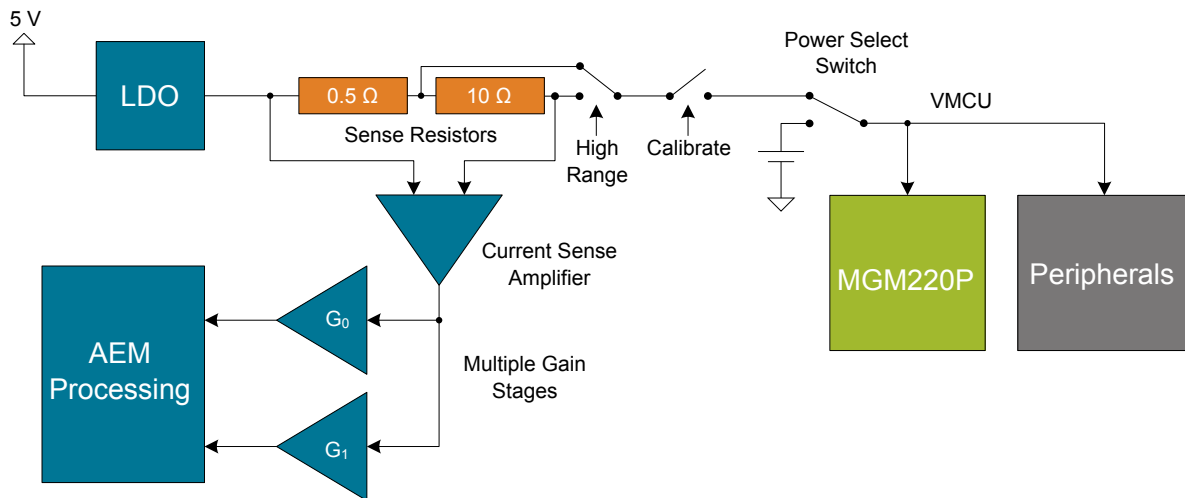 5 V
LDO
0.5 Ω
10 Ω
Sense Resistors
High
Range
Calibrate
Power Select
Switch
VMCU
Current Sense
Amplifier
MGM220P
Peripherals
AEM
Processing
G0
Multiple Gain
Stages
G1